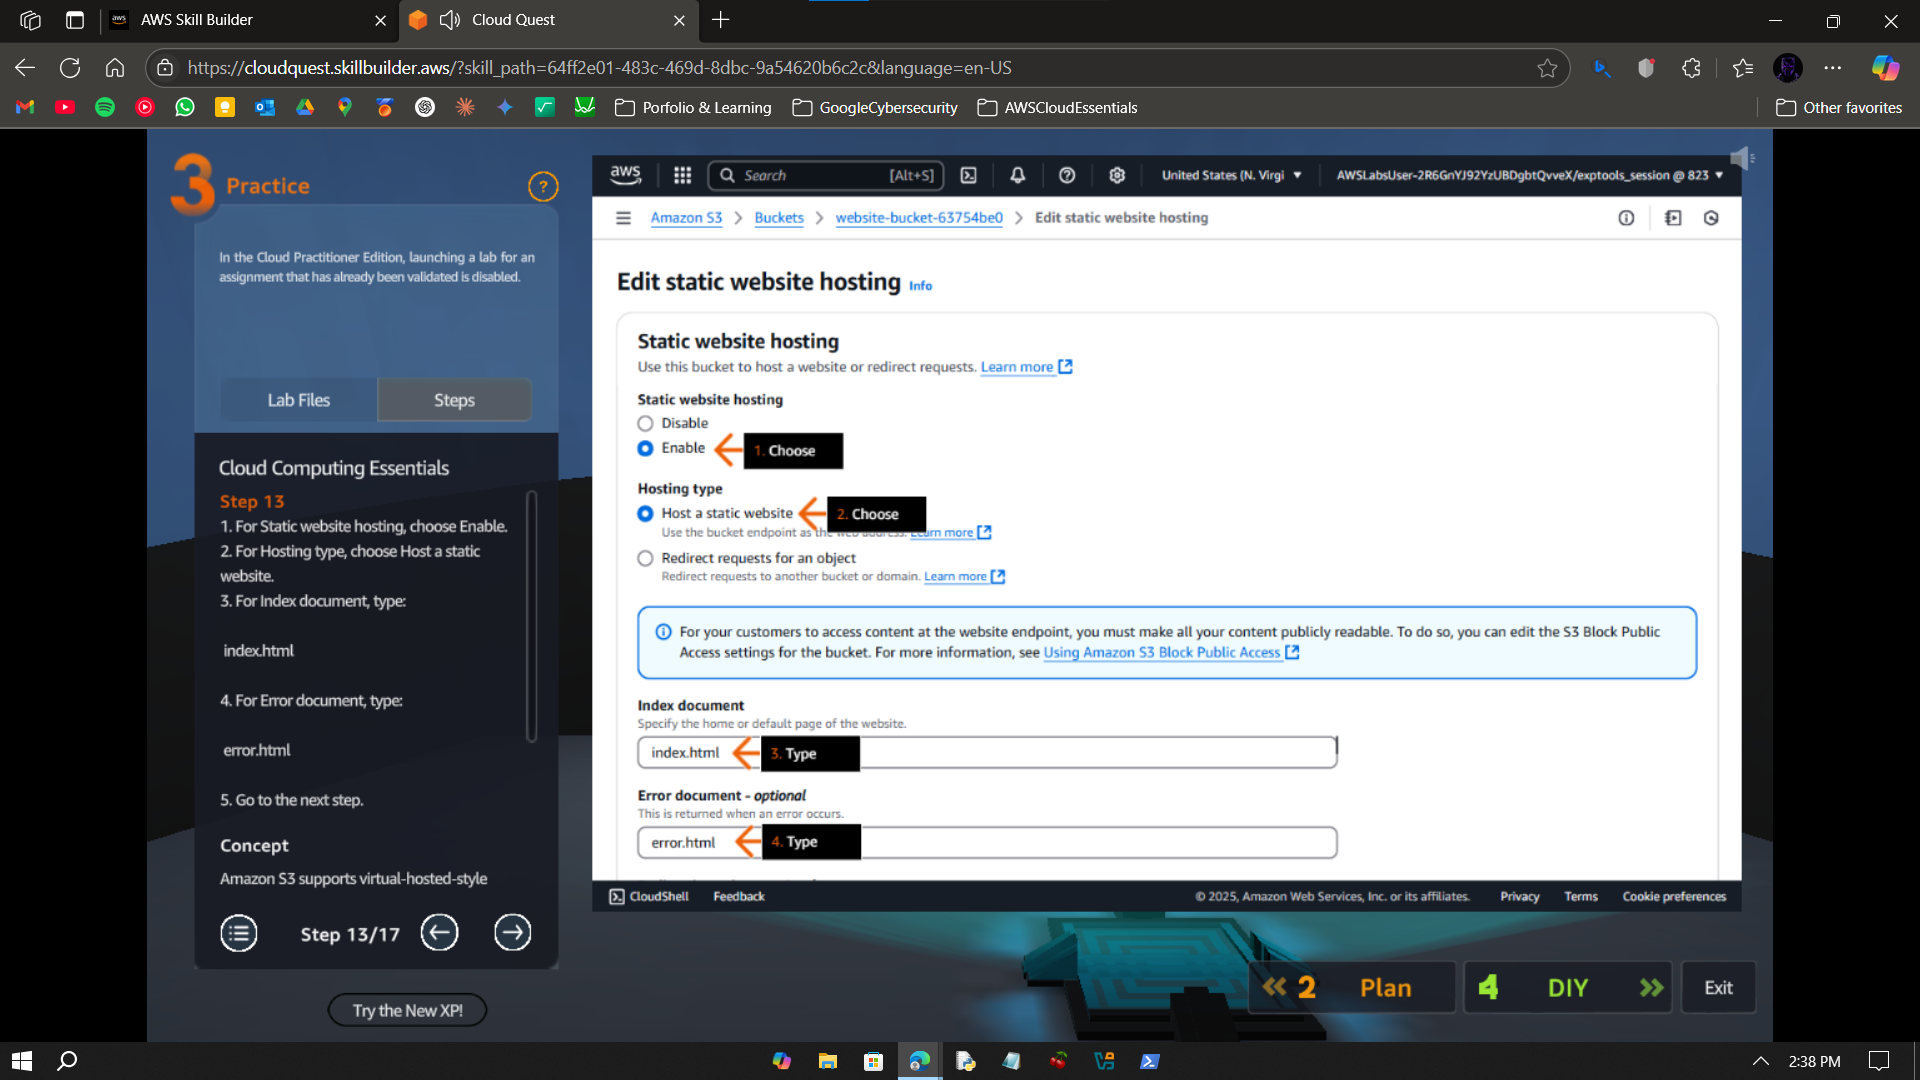 AWS Skill Builder
Cloud Quest
https://cloudquest.skillbuilder.aws/?skill_path=64ff2e01-483c-469d-8dbc-9a54620b6c2c&language=en-US
Porfolio & Learning
GoogleCybersecurity
AWSCloudEssentials
Other favorites
3 Practice
?
In the Cloud Practitioner Edition, launching a lab for an
assignment that has already been validated is disabled.
Lab Files
Steps
Cloud Computing Essentials
Step 13
1. For Static website hosting, choose Enable.
2. For Hosting type, choose Host a static
website.
3. For Index document, type:
index.html
4. For Error document, type:
error.html
5. Go to the next step.
Concept
Amazon S3 supports virtual-hosted-style
Step 13/17
Try the New XP!
aws
Search
[Alt+S]
United States (N. Virgi
AWSLabsUser-2R6GnYJ92YzUBDgbtQvveX/exptools_session @ 823
Amazon S3
Buckets
website-bucket-63754be0
Edit static website hosting
Edit static website hosting Info
Static website hosting
Use this bucket to host a website or redirect requests. Learn more
Static website hosting
Disable
Enable
1. Choose
Hosting type
Host a static website
2. Choose
Use the bucket endpoint as the web address. Learn more
Redirect requests for an object
Redirect requests to another bucket or domain. Learn more
For your customers to access content at the website endpoint, you must make all your content publicly readable. To do so, you can edit the S3 Block Public
Access settings for the bucket. For more information, see Using Amazon S3 Block Public Access
Index document
Specify the home or default page of the website.
index.html
3. Type
Error document - optional
This is returned when an error occurs.
error.html
4. Type
CloudShell
Feedback
© 2025, Amazon Web Services, Inc. or its affiliates.
Privacy
Terms
Cookie preferences
2 Plan
4 DIY
Exit
2:38 PM